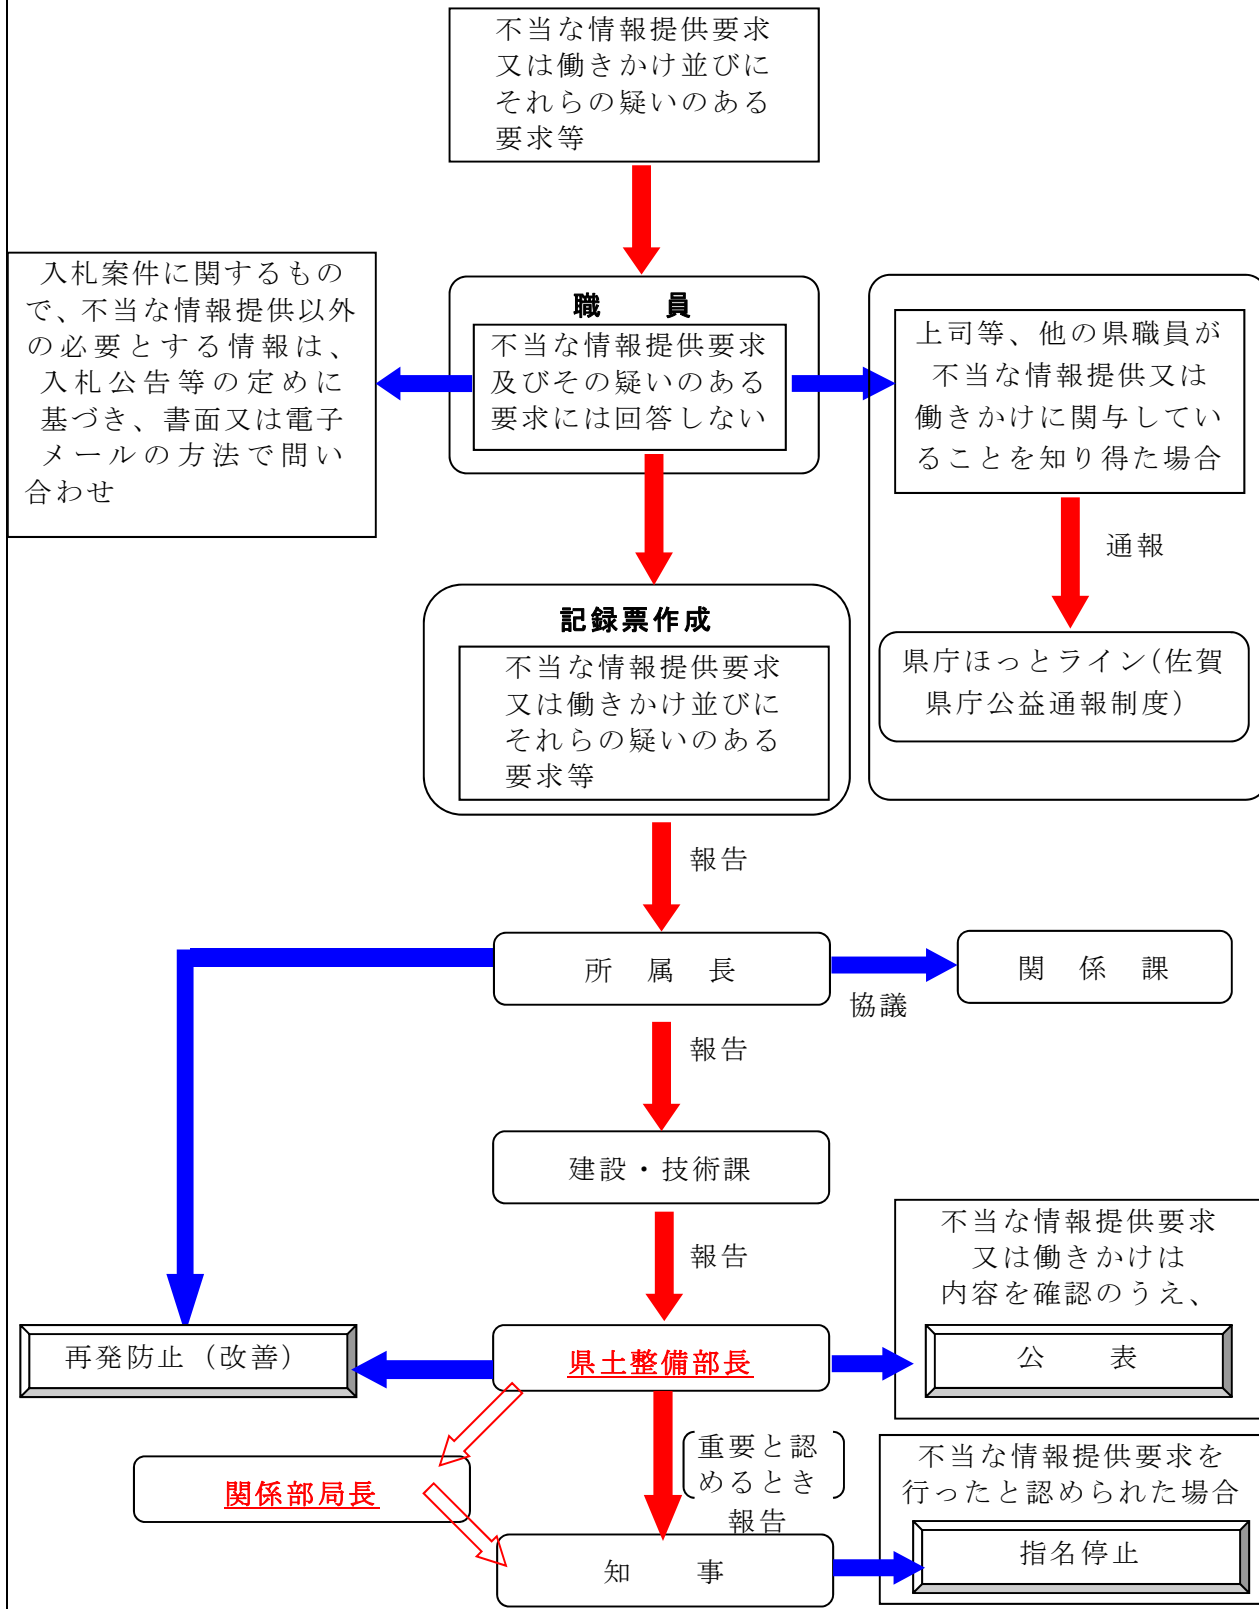 不当な情報提供要求
又は働きかけ並びに
それらの疑いのある
要求等
入札案件に関するもの
で、不当な情報提供以外
の必要とする情報は、
入札公告等の定めに
基づき、書面又は電子
メールの方法で問い
合わせ
職　　員
不当な情報提供要求
及びその疑いのある
要求には回答しない
上司等、他の県職員が
不当な情報提供又は
働きかけに関与してい
ることを知り得た場合
通報
県庁ほっとライン(佐賀
県庁公益通報制度)
記録票作成
不当な情報提供要求
又は働きかけ並びに
それらの疑いのある
要求等
報告
所　属　長
協議
関　係　課
報告
建設・技術課
報告
不当な情報提供要求
又は働きかけは
内容を確認のうえ、
公　　表
再発防止（改善）
県土整備部長
関係部局長
重要と認
めるとき
報告
知　　事
不当な情報提供要求を
行ったと認められた場合
指名停止